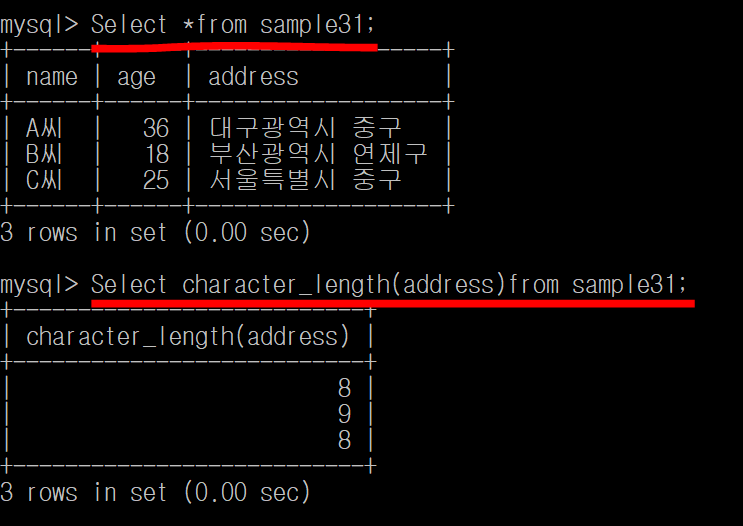 mysql> Select *from sample31;
+------+------+-------------------+
| name | age  | address           |
+------+------+-------------------+
| A씨  |   36 | 대구광역시 중구   |
| B씨  |   18 | 부산광역시 연제구 |
| C씨  |   25 | 서울특별시 중구   |
+------+------+-------------------+
3 rows in set (0.00 sec)
mysql> Select character_length(address)from sample31;
+---------------------------+
| character_length(address) |
+---------------------------+
|                         8 |
|                         9 |
|                         8 |
+---------------------------+
3 rows in set (0.00 sec)